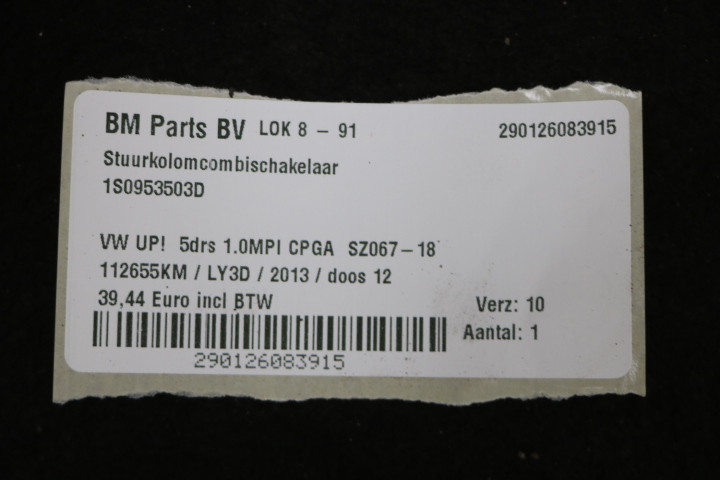 BM Parts BV LOK 8 - 91 290126083915
Stuurkolomcombischakelaar
1S0953503D
VW UP! 5drs 1.0MPI CPGA SZ067-18
112655KM / LY3D / 2013 / doos 12
39,44 Euro incl BTW Verz: 10
Aantal: 1
290126083915